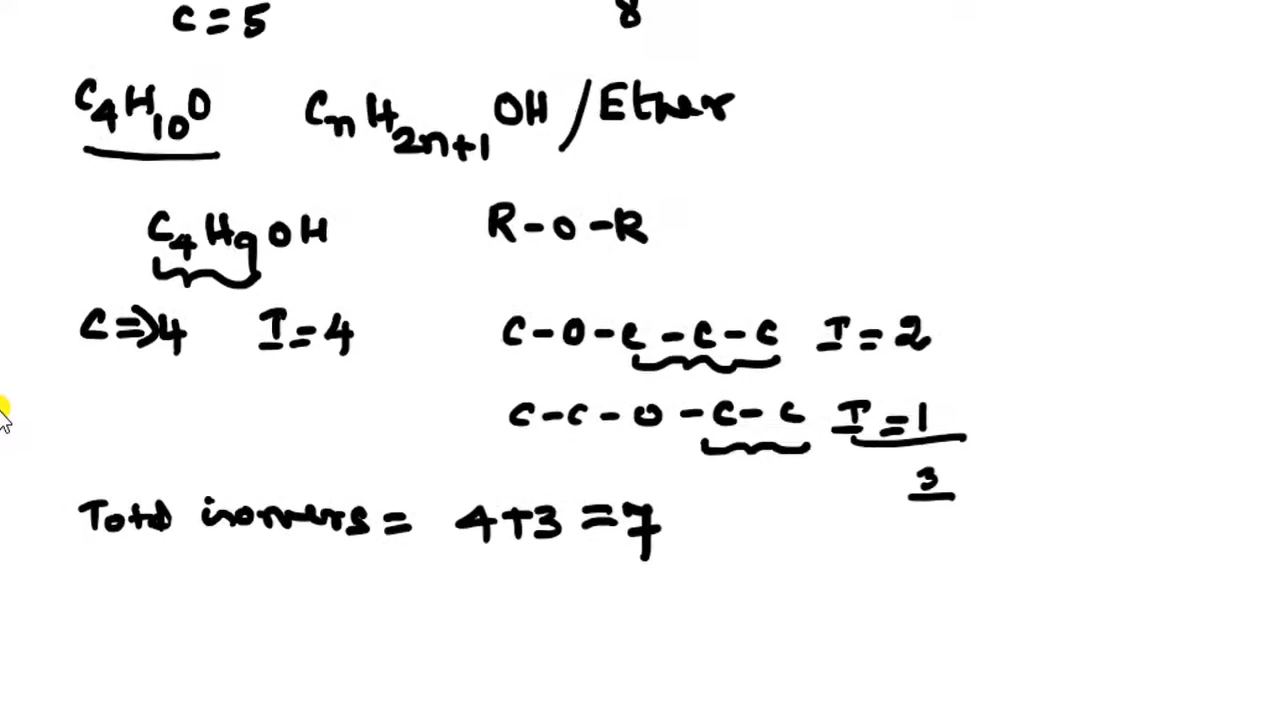 C = 5 8
C4H10O CnH2n+1OH / Ether
C4H9OH R-O-R
C⇒4 I=4 C-O-C-C-C I=2
C-C-O-C-C I=1
3
Total isomers = 4+3 = 7